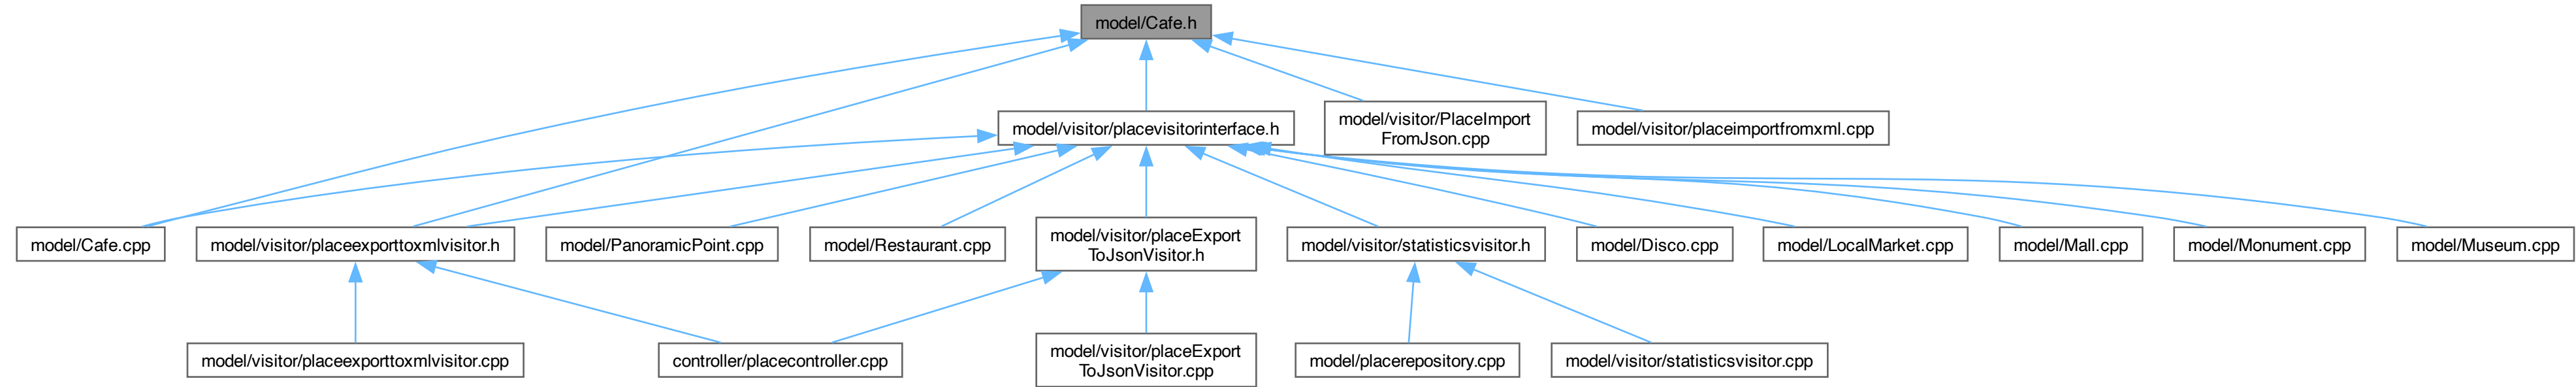 model/Cafe.h
model/visitor/placevisitorinterface.h
model/visitor/PlaceImport
FromJson.cpp
model/visitor/placeimportfromxml.cpp
model/Cafe.cpp
model/visitor/placeexporttoxmlvisitor.h
model/PanoramicPoint.cpp
model/Restaurant.cpp
model/visitor/placeExport
ToJsonVisitor.h
model/visitor/statisticsvisitor.h
model/Disco.cpp
model/LocalMarket.cpp
model/Mall.cpp
model/Monument.cpp
model/Museum.cpp
model/visitor/placeexporttoxmlvisitor.cpp
controller/placecontroller.cpp
model/visitor/placeExport
ToJsonVisitor.cpp
model/placerepository.cpp
model/visitor/statisticsvisitor.cpp